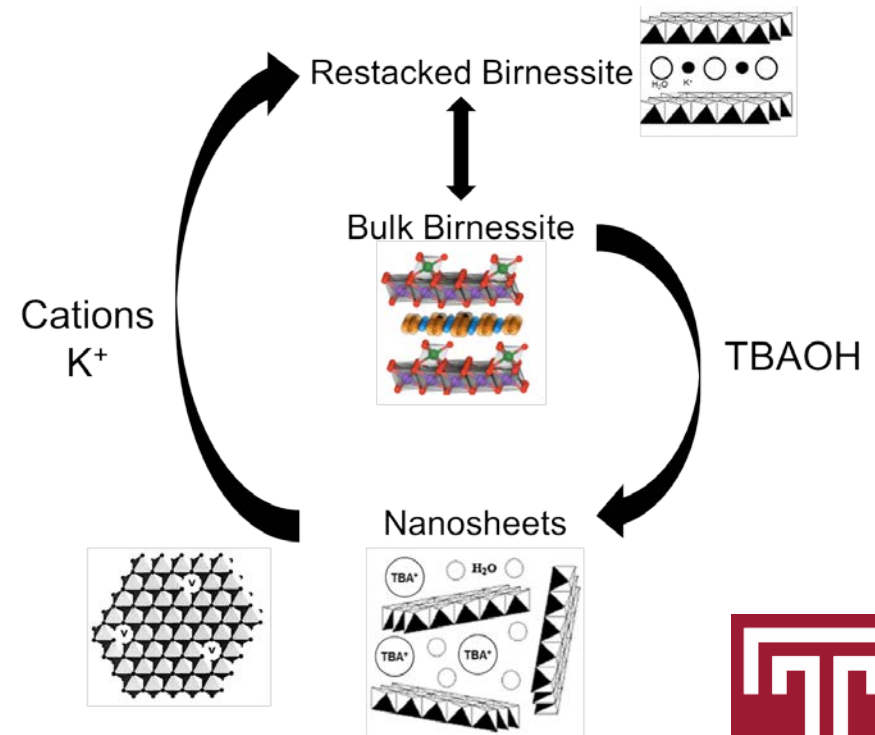 Restacked Birnessite
H₂O
K⁺
Bulk Birnessite
Cations
K⁺
TBAOH
Nanosheets
TBA⁺
H₂O
TBA⁺
TBA⁺
V
V
V